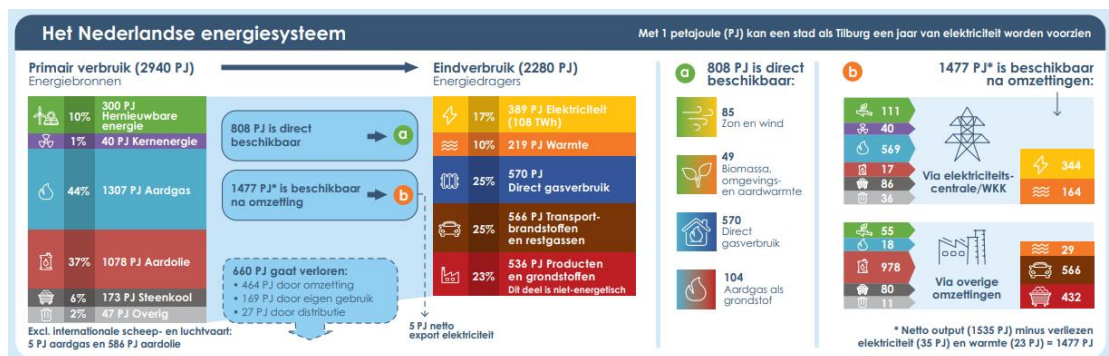 Het Nederlandse energiesysteem
Met 1 petajoule (PJ) kan een stad als Tilburg een jaar van elektriciteit worden voorzien
Primair verbruik (2940 PJ)
Energiebronnen
10%
300 PJ
Hernieuwbare
energie
1%
40 PJ Kernenergie
44%
1307 PJ Aardgas
37%
1078 PJ Aardolie
6%
173 PJ Steenkool
2%
47 PJ Overig
Excl. internationale scheep- en luchtvaart:
5 PJ aardgas en 586 PJ aardolie
808 PJ is direct
beschikbaar
a
1477 PJ* is beschikbaar
na omzetting
b
660 PJ gaat verloren:
• 464 PJ door omzetting
• 169 PJ door eigen gebruik
• 27 PJ door distributie
5 PJ netto
export elektriciteit
Eindverbruik (2280 PJ)
Energiedragers
17%
389 PJ Elektriciteit
(108 TWh)
10%
219 PJ Warmte
25%
570 PJ
Direct gasverbruik
25%
566 PJ Transport-
brandstoffen
en restgassen
23%
536 PJ Producten
en grondstoffen
Dit deel is niet-energetisch
a
808 PJ is direct
beschikbaar:
85
Zon en wind
49
Biomassa,
omgevings-
en aardwarmte
570
Direct
gasverbruik
104
Aardgas als
grondstof
b
1477 PJ* is beschikbaar
na omzettingen:
111
40
569
17
86
36
Via elektriciteits-
centrale/WKK
344
164
55
18
978
80
11
Via overige
omzettingen
29
566
432
* Netto output (1535 PJ) minus verliezen
elektriciteit (35 PJ) en warmte (23 PJ) = 1477 PJ